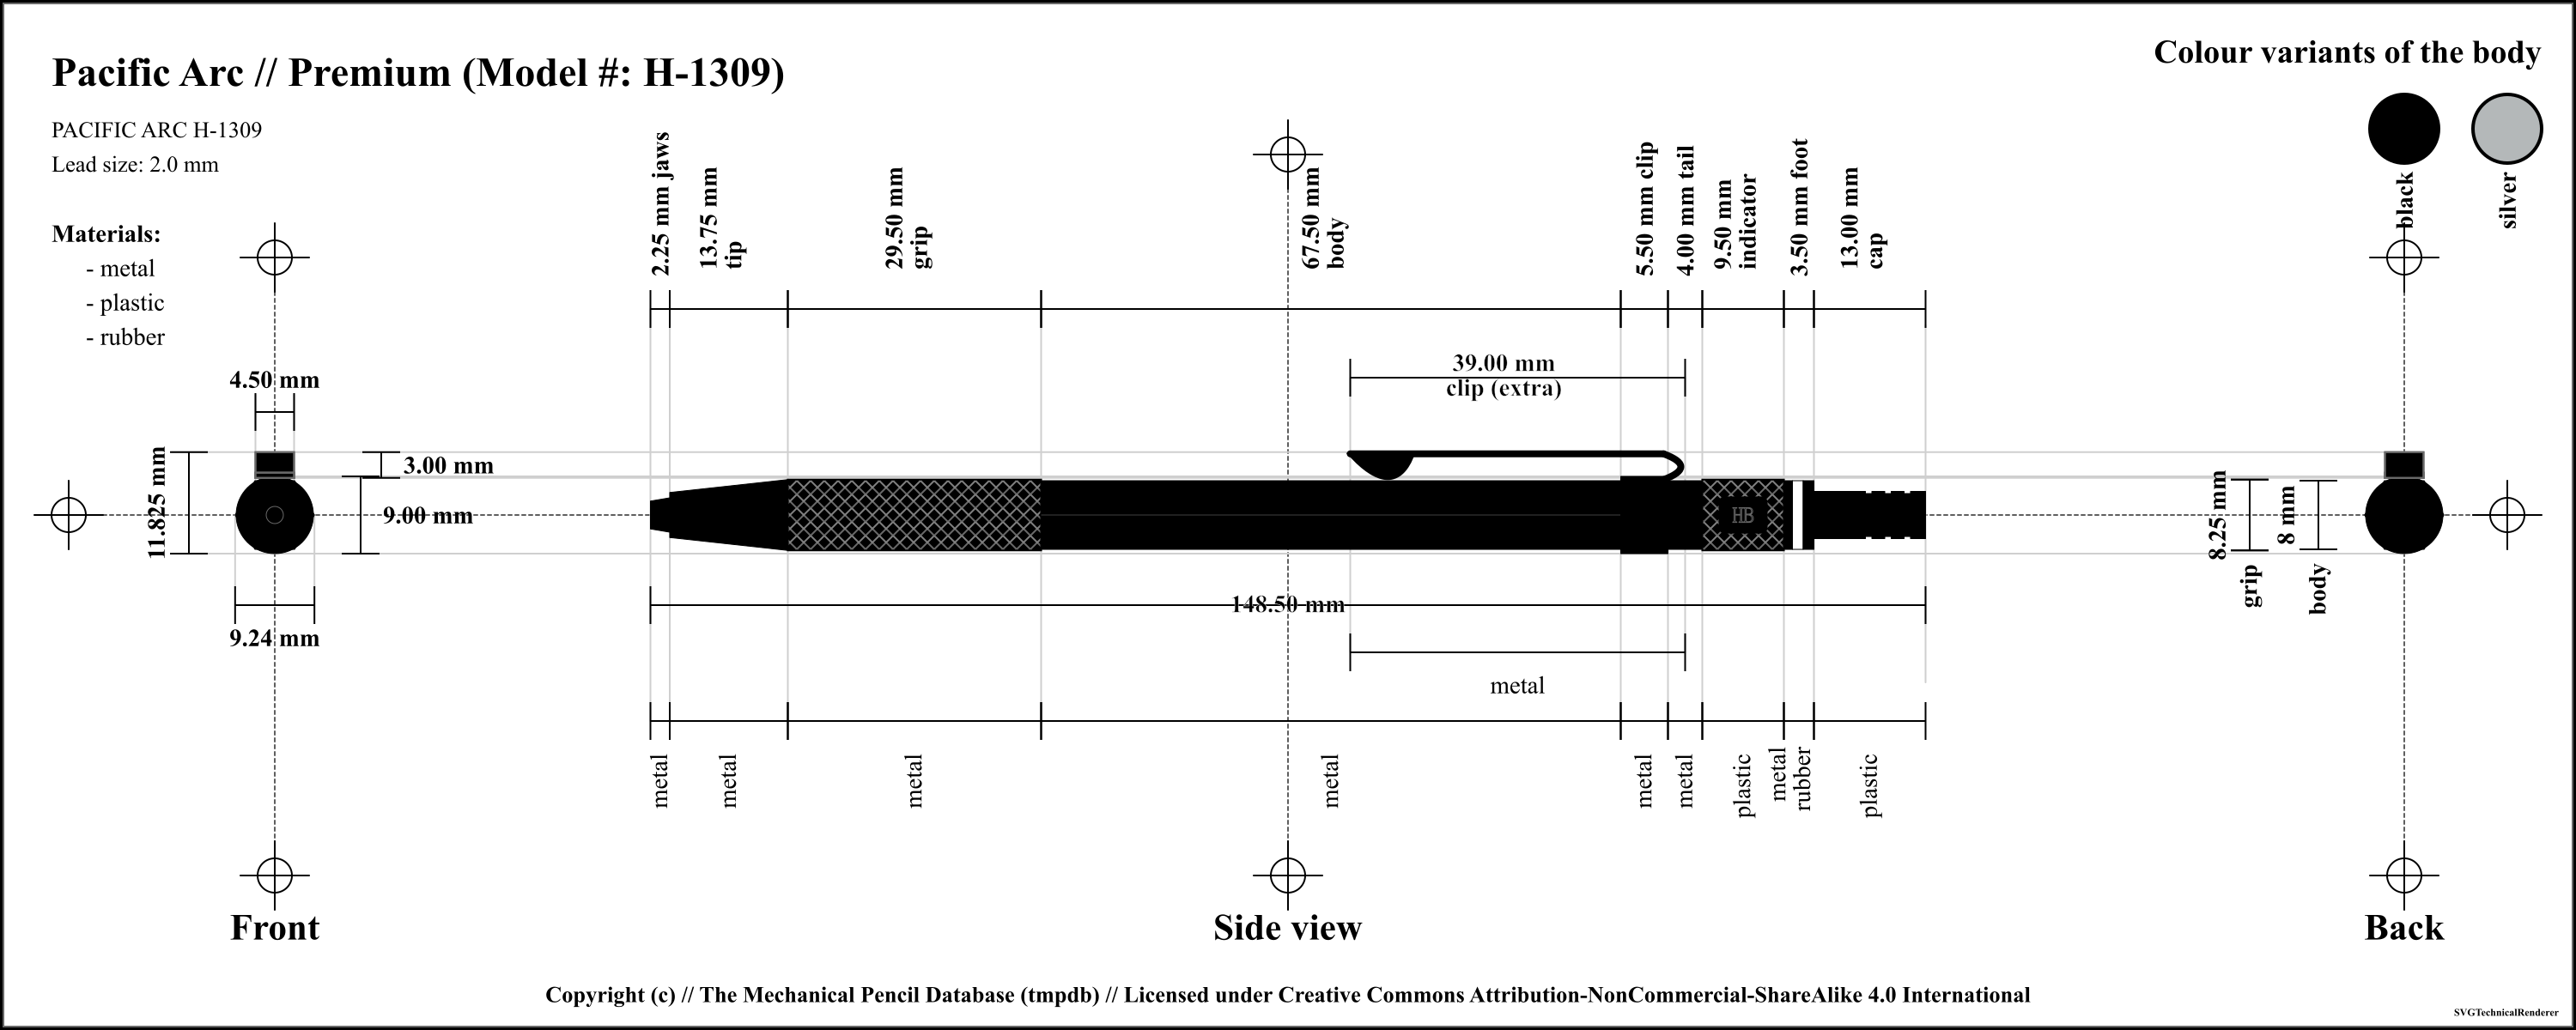 Pacific Arc // Premium (Model #: H-1309)
PACIFIC ARC H-1309
Lead size: 2.0 mm
Materials:
- metal
- plastic
- rubber
Colour variants of the body
black
silver
2.25 mm jaws
13.75 mm
tip
29.50 mm
grip
67.50 mm
body
5.50 mm clip
4.00 mm tail
9.50 mm
indicator
3.50 mm foot
13.00 mm
cap
39.00 mm
clip (extra)
4.50 mm
11.825 mm
3.00 mm
9.00 mm
9.24 mm
HB
148.50 mm
metal
8.25 mm
grip
8 mm
body
metal
metal
metal
metal
metal
metal
plastic
metal
rubber
plastic
Front
Side view
Back
Copyright (c) // The Mechanical Pencil Database (tmpdb) // Licensed under Creative Commons Attribution-NonCommercial-ShareAlike 4.0 International
SVGTechnicalRenderer